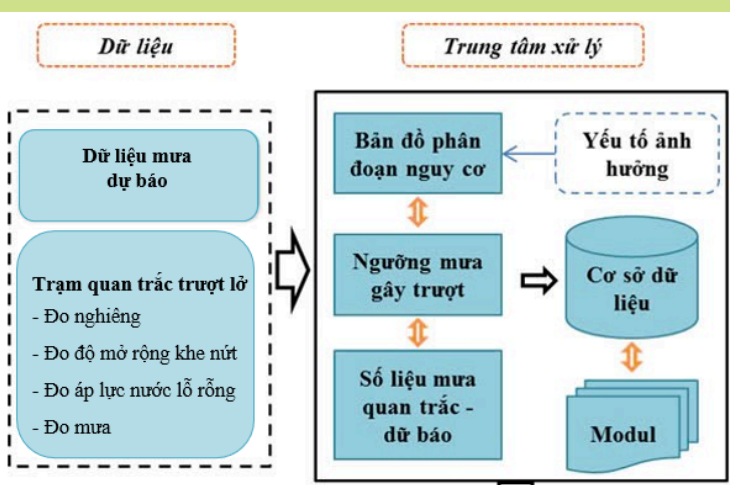 Dữ liệu
Trung tâm xử lý
Dữ liệu mưa
dự báo
Trạm quan trắc trượt lở
- Đo nghiêng
- Đo độ mở rộng khe nứt
- Đo áp lực nước lỗ rỗng
- Đo mưa
Bản đồ phân
đoạn nguy cơ
Yếu tố ảnh
hưởng
Ngưỡng mưa
gây trượt
Cơ sở dữ
liệu
Số liệu mưa
quan trắc -
dữ báo
Modul